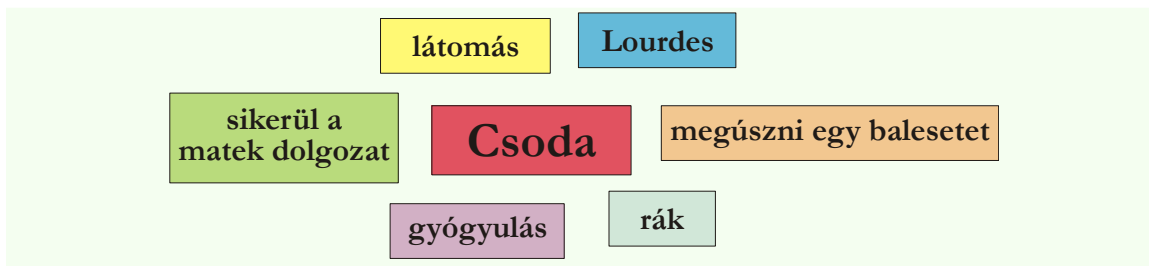 látomás
Lourdes
sikerül a
matek dolgozat
Csoda
megúszni egy balesetet
gyógyulás
rák